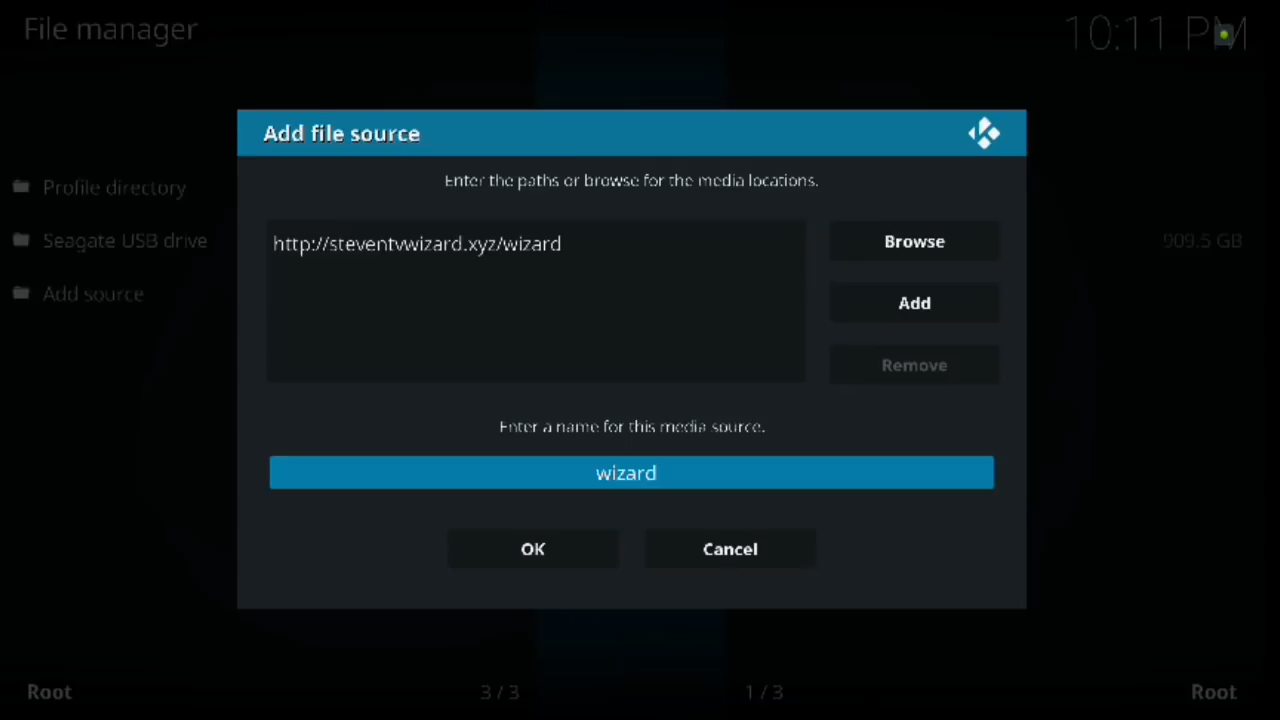 File manager
10:11 PM
Add file source
Enter the paths or browse for the media locations.
Profile directory
http://steventvwizard.xyz/wizard
Browse
Seagate USB drive
909.5 GB
Add source
Add
Remove
Enter a name for this media source.
wizard
OK
Cancel
Root
3 / 3
1 / 3
Root